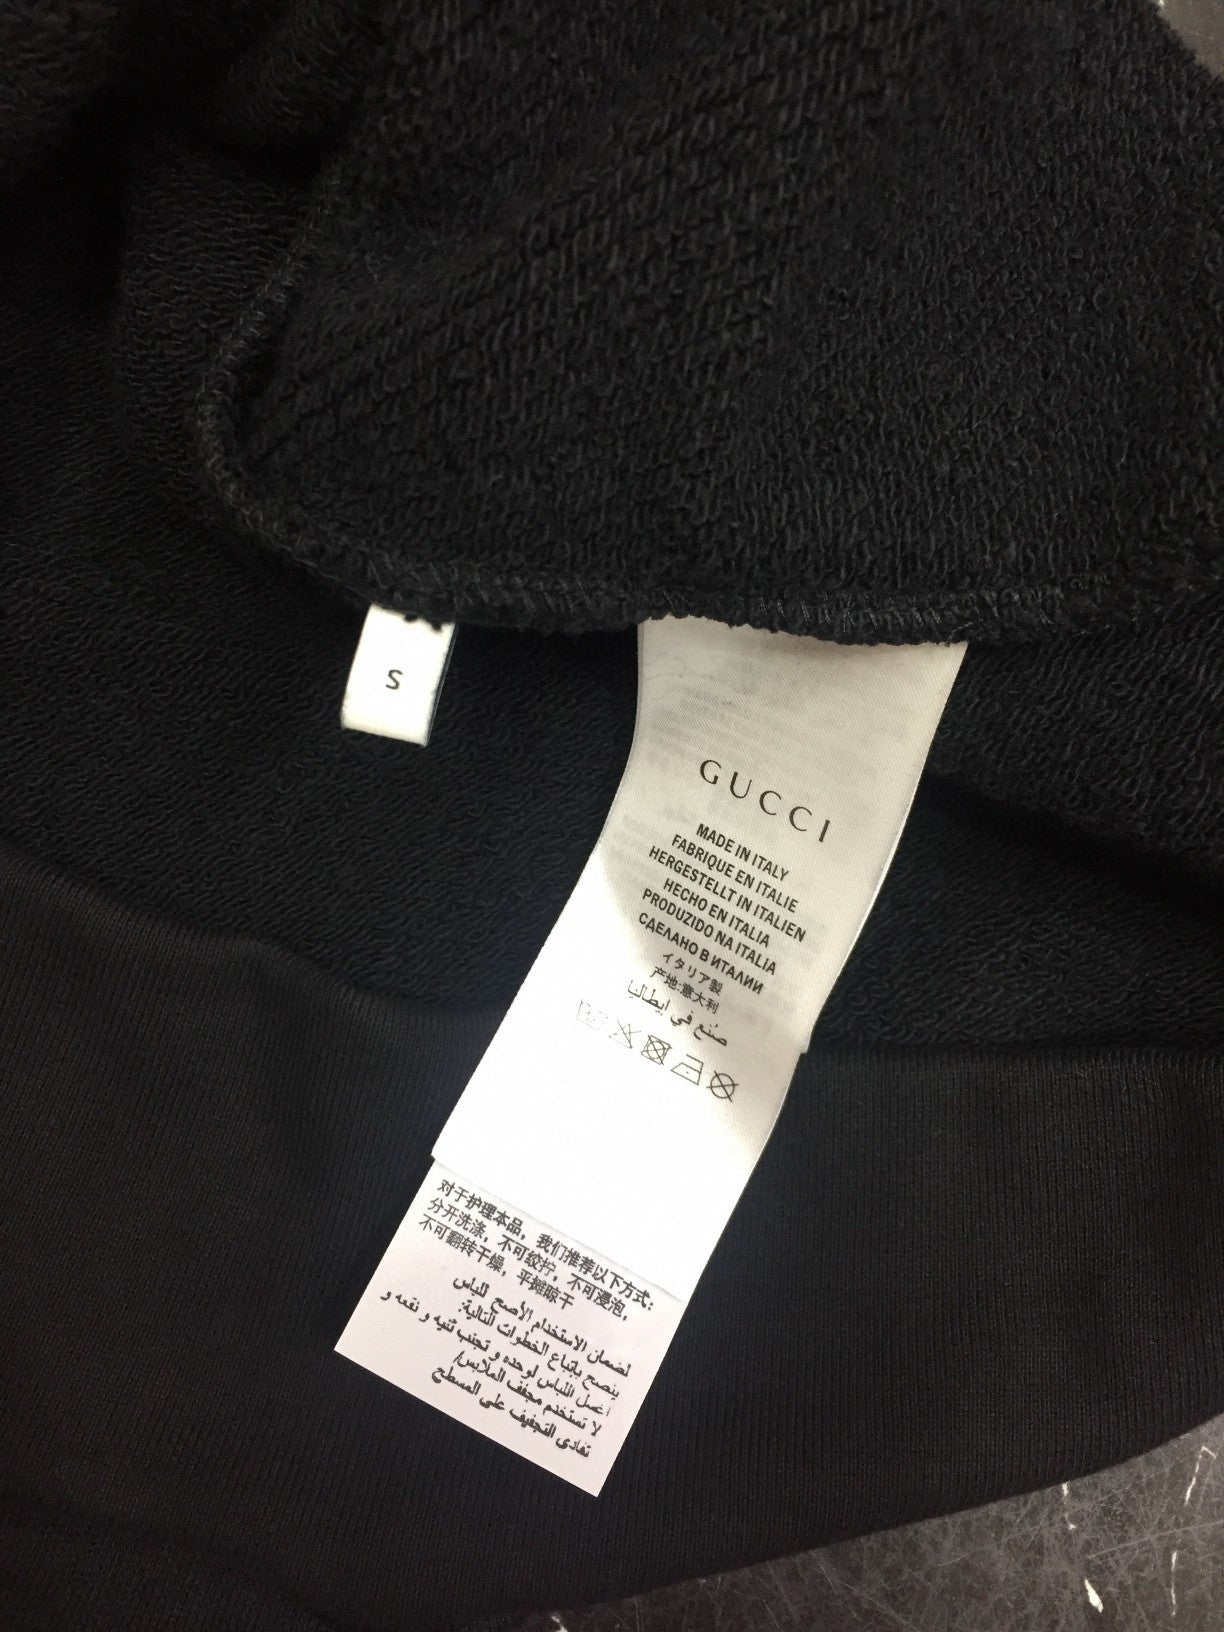 S
GUCCI
MADE IN ITALY
FABRIQUE EN ITALIE
HERGESTELLT IN ITALIEN
HECHO EN ITALIA
PRODUZIDO NA ITALIA
СДЕЛАНО В ИТАЛИИ
イタリア製
产地:意大利
صُنع في إيطاليا
对于护理本品，我们推荐以下方式：
分开洗涤，不可绞拧，不可浸泡，
不可翻转干燥，平摊晾干
لضمان الاستخدام الأصح للباس
ينصح بإتباع الخطوات التالية:
اغسل اللباس لوحده و تجنب ثنيه و نقعه و
لا تستخدم مجفف الملابس/
تفادى التجفيف على المسطح